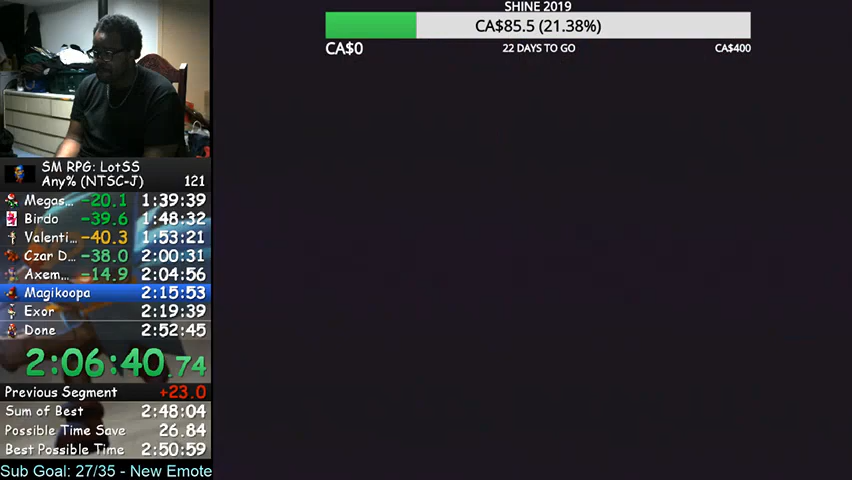 SHINE 2019
CA$85.5 (21.38%)
CA$0 22 DAYS TO GO CA$400
SM RPG: LotSS
Any% (NTSC-J) 121
Megas... -20.1 1:39:39
Birdo -39.6 1:48:32
Valenti... -40.3 1:53:21
Czar D... -38.0 2:00:31
Axem... -14.9 2:04:56
Magikoopa 2:15:53
Exor 2:19:39
Done 2:52:45
2:06:40.74
Previous Segment +23.0
Sum of Best 2:48:04
Possible Time Save 26.84
Best Possible Time 2:50:59
Sub Goal: 27/35 - New Emote